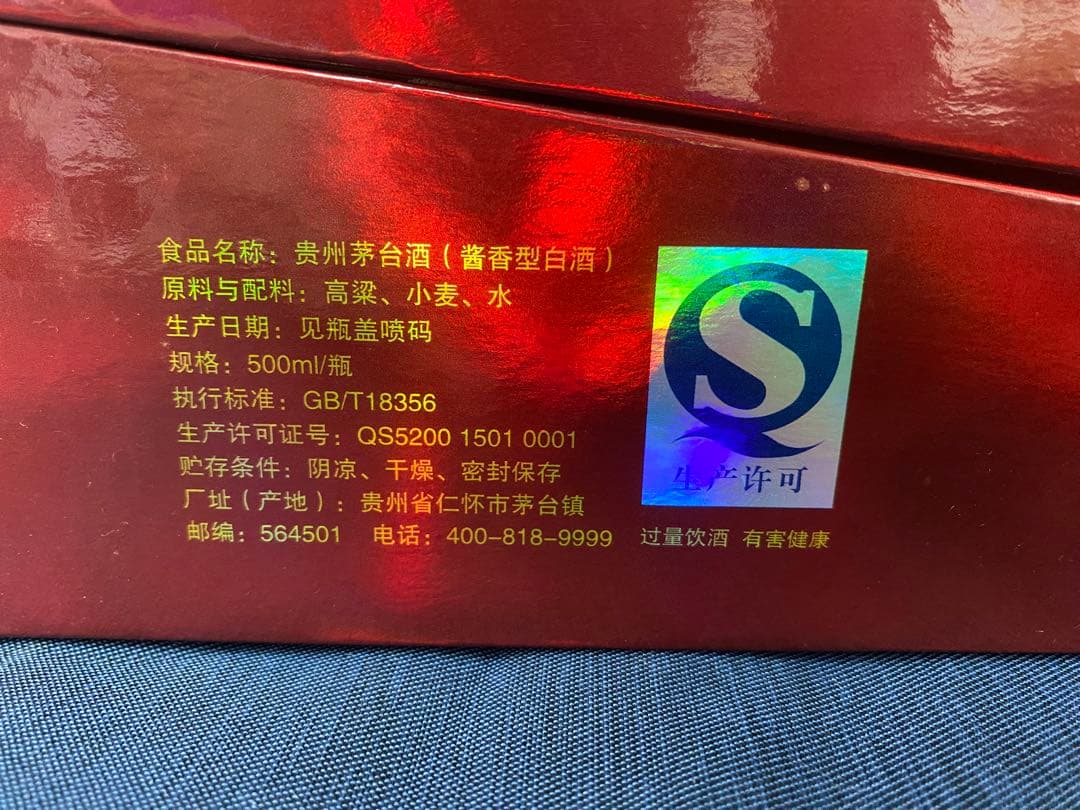 食品名称：贵州茅台酒（酱香型白酒）
原料与配料：高粱、小麦、水
生产日期：见瓶盖喷码
规格：500ml/瓶
执行标准：GB/T18356
生产许可证号：QS5200 1501 0001
贮存条件：阴凉、干燥、密封保存
厂址（产地）：贵州省仁怀市茅台镇
邮编：564501 电话：400-818-9999
S
生产许可
过量饮酒 有害健康